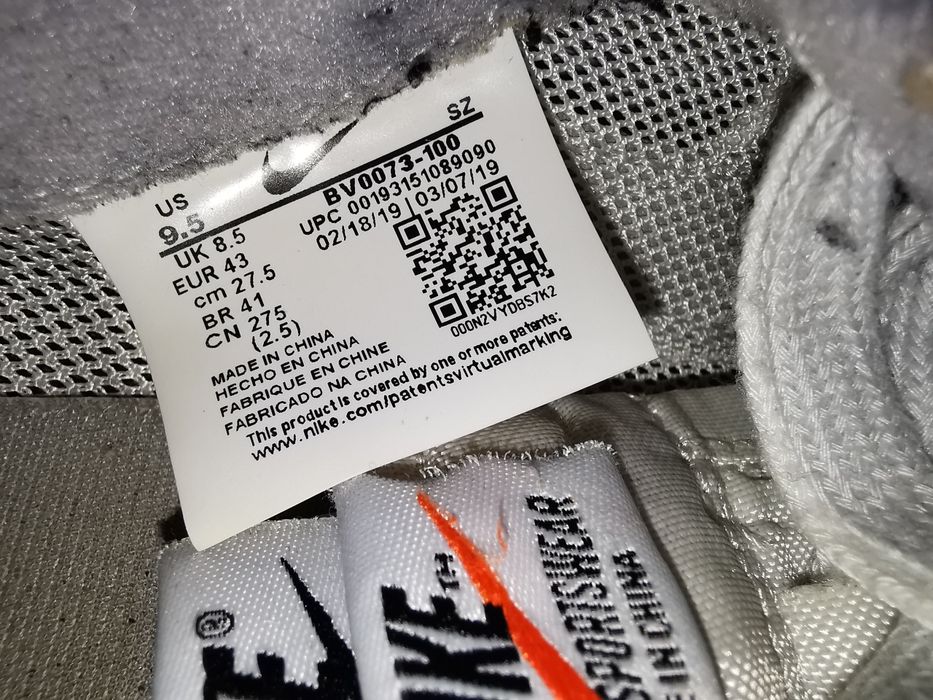 US
SZ
9.5
BV0073-100
UK 8.5
UPC 00193151089090
EUR 43
02/18/19 | 03/07/19
cm 27.5
BR 41
CN 275
(2.5)
000N2VYDBS7K2
MADE IN CHINA
HECHO EN CHINA
FABRIQUE EN CHINE
FABRICADO NA CHINA
This product is covered by one or more patents:
www.nike.com/patentsvirtualmarking
®
IKE™
SPORTSWEAR
E IN CHINA